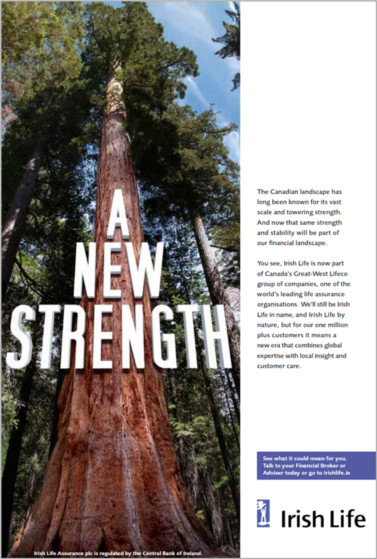 A
NEW
STRENGTH
Irish Life Assurance plc is regulated by the Central Bank of Ireland.
The Canadian landscape has
long been known for its vast
scale and towering strength.
And now that same strength
and stability will be part of
our financial landscape.
You see, Irish Life is now part
of Canada's Great-West Lifeco
group of companies, one of the
world's leading life assurance
organisations. We'll still be Irish
Life in name, and Irish Life by
nature, but for our one million
plus customers it means a
new era that combines global
expertise with local insight and
customer care.
See what it could mean for you.
Talk to your Financial Broker or
Adviser today or go to irishlife.ie
Irish Life